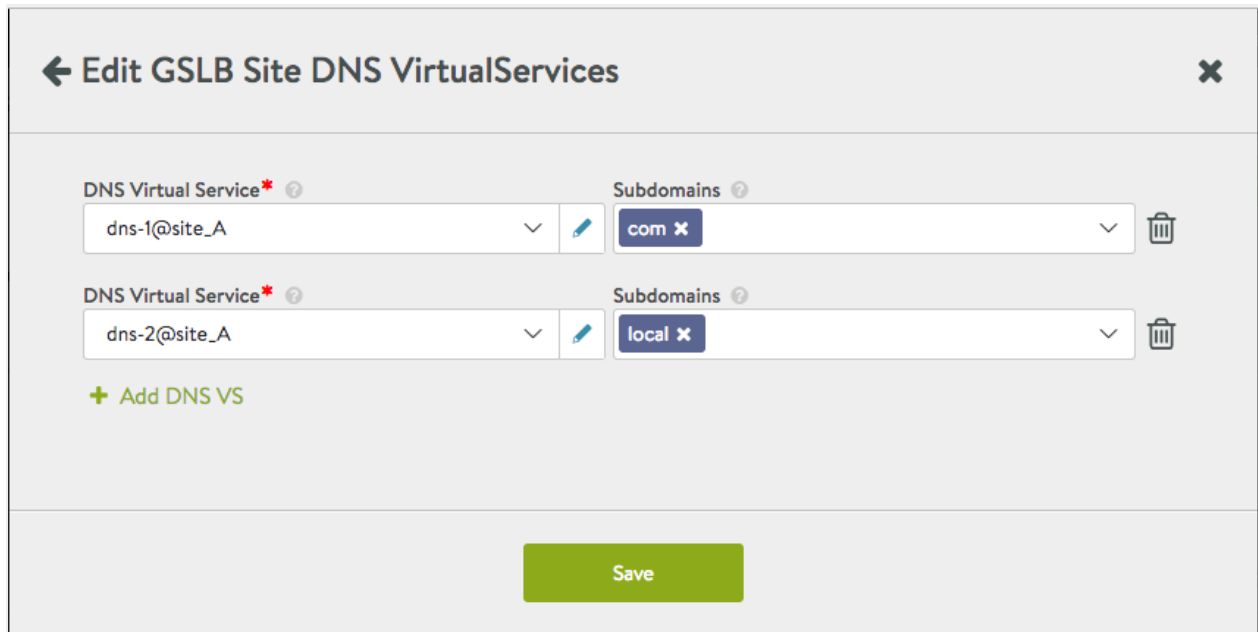 Edit GSLB Site DNS VirtualServices
DNS Virtual Service* Subdomains
dns-1@site_A com
DNS Virtual Service* Subdomains
dns-2@site_A local
+ Add DNS VS
Save